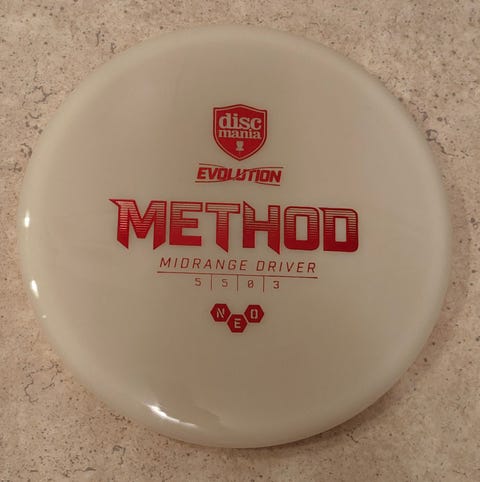 disc
mania
EVOLUTION
METHOD
MIDRANGE DRIVER
5 | 5 | 0 | 3
NEO